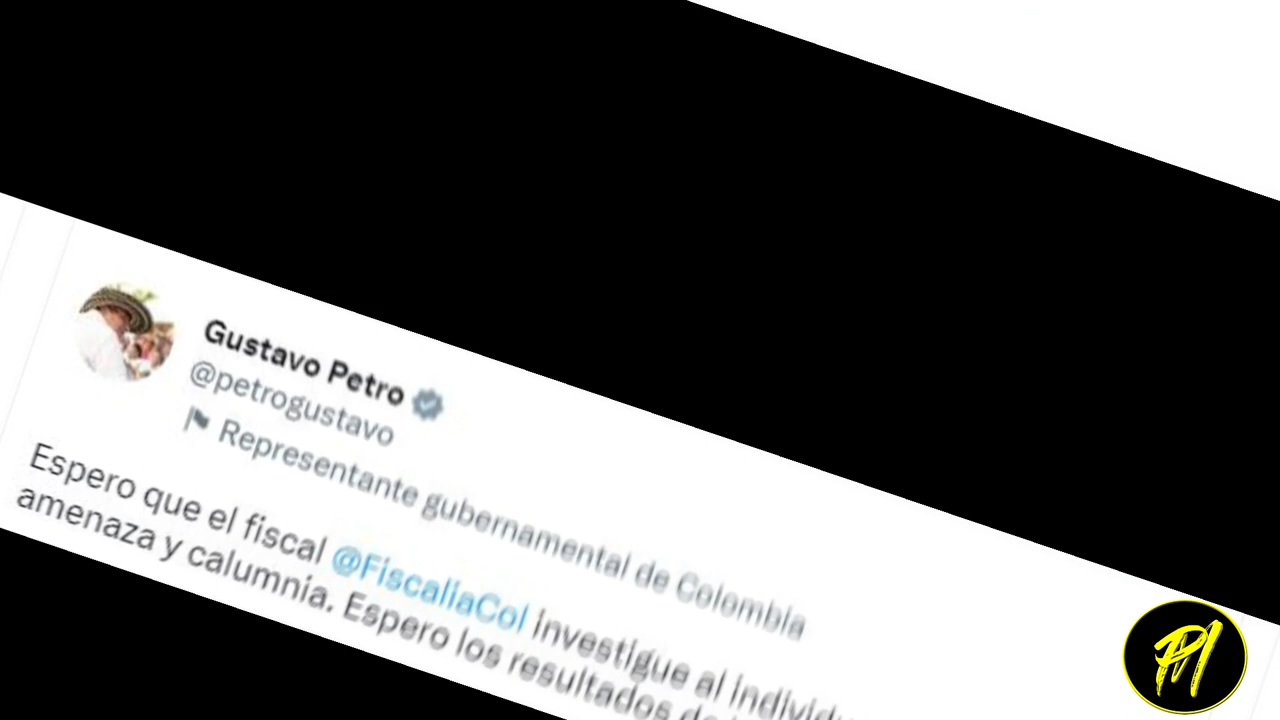 Gustavo Petro
@petrogustavo
Representante gubernamental de Colombia
Espero que el fiscal @FiscaliaCol investigue al
amenaza y calumnia. Espero los resultados
PM